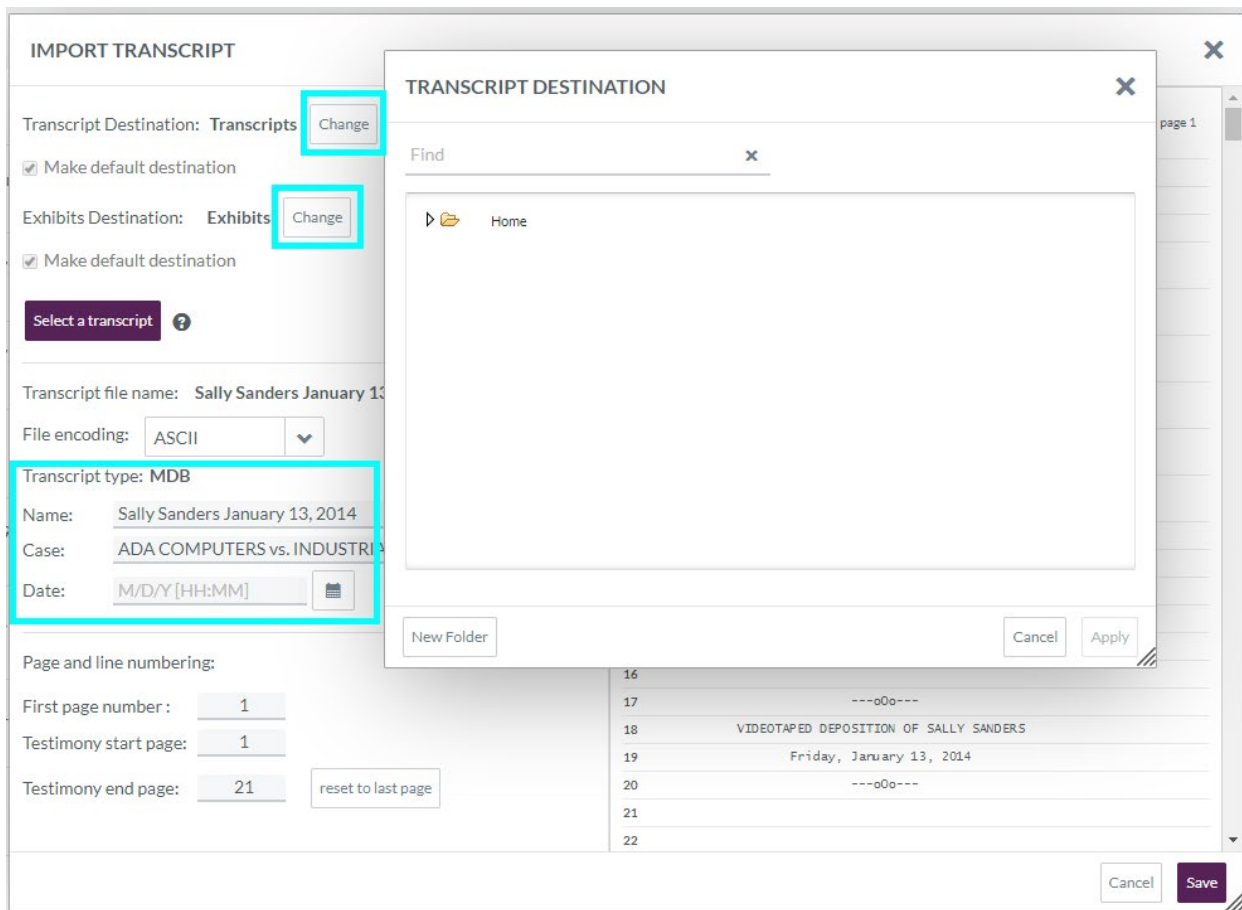 IMPORT TRANSCRIPT
Transcript Destination: Transcripts Change
Make default destination
Exhibits Destination: Exhibits Change
Make default destination
Select a transcript ?
Transcript file name: Sally Sanders January 13
File encoding: ASCII
Transcript type: MDB
Name: Sally Sanders January 13, 2014
Case: ADA COMPUTERS vs. INDUSTRIA
Date: M/D/Y [HH:MM]
Page and line numbering:
First page number : 1
Testimony start page: 1
Testimony end page: 21 reset to last page
TRANSCRIPT DESTINATION
Find
Home
New Folder Cancel Apply
page 1
16
17 ---oOo---
18 VIDEOTAPED DEPOSITION OF SALLY SANDERS
19 Friday, January 13, 2014
20 ---oOo---
21
22
Cancel Save